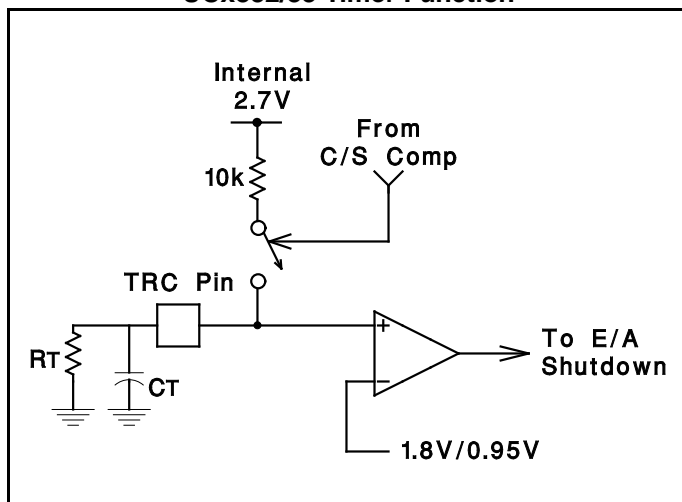 Internal
2.7V
From
C/S Comp
10k
TRC Pin
+
To E/A
Shutdown
RT
CT
−
1.8V/0.95V